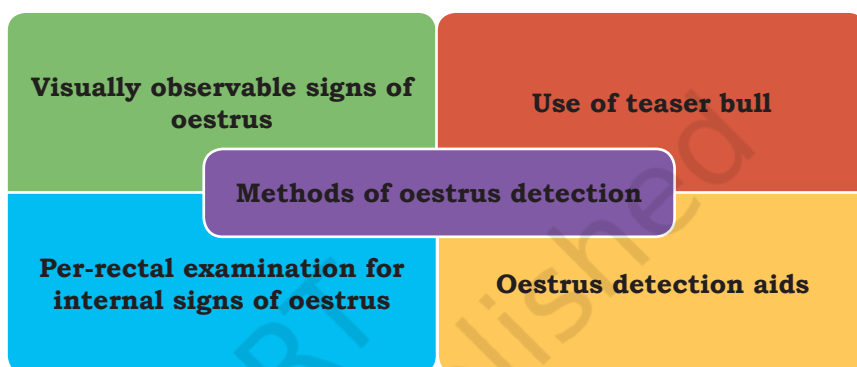 Visually observable signs of
oestrus
Use of teaser bull
Methods of oestrus detection
Per-rectal examination for
internal signs of oestrus
Oestrus detection aids